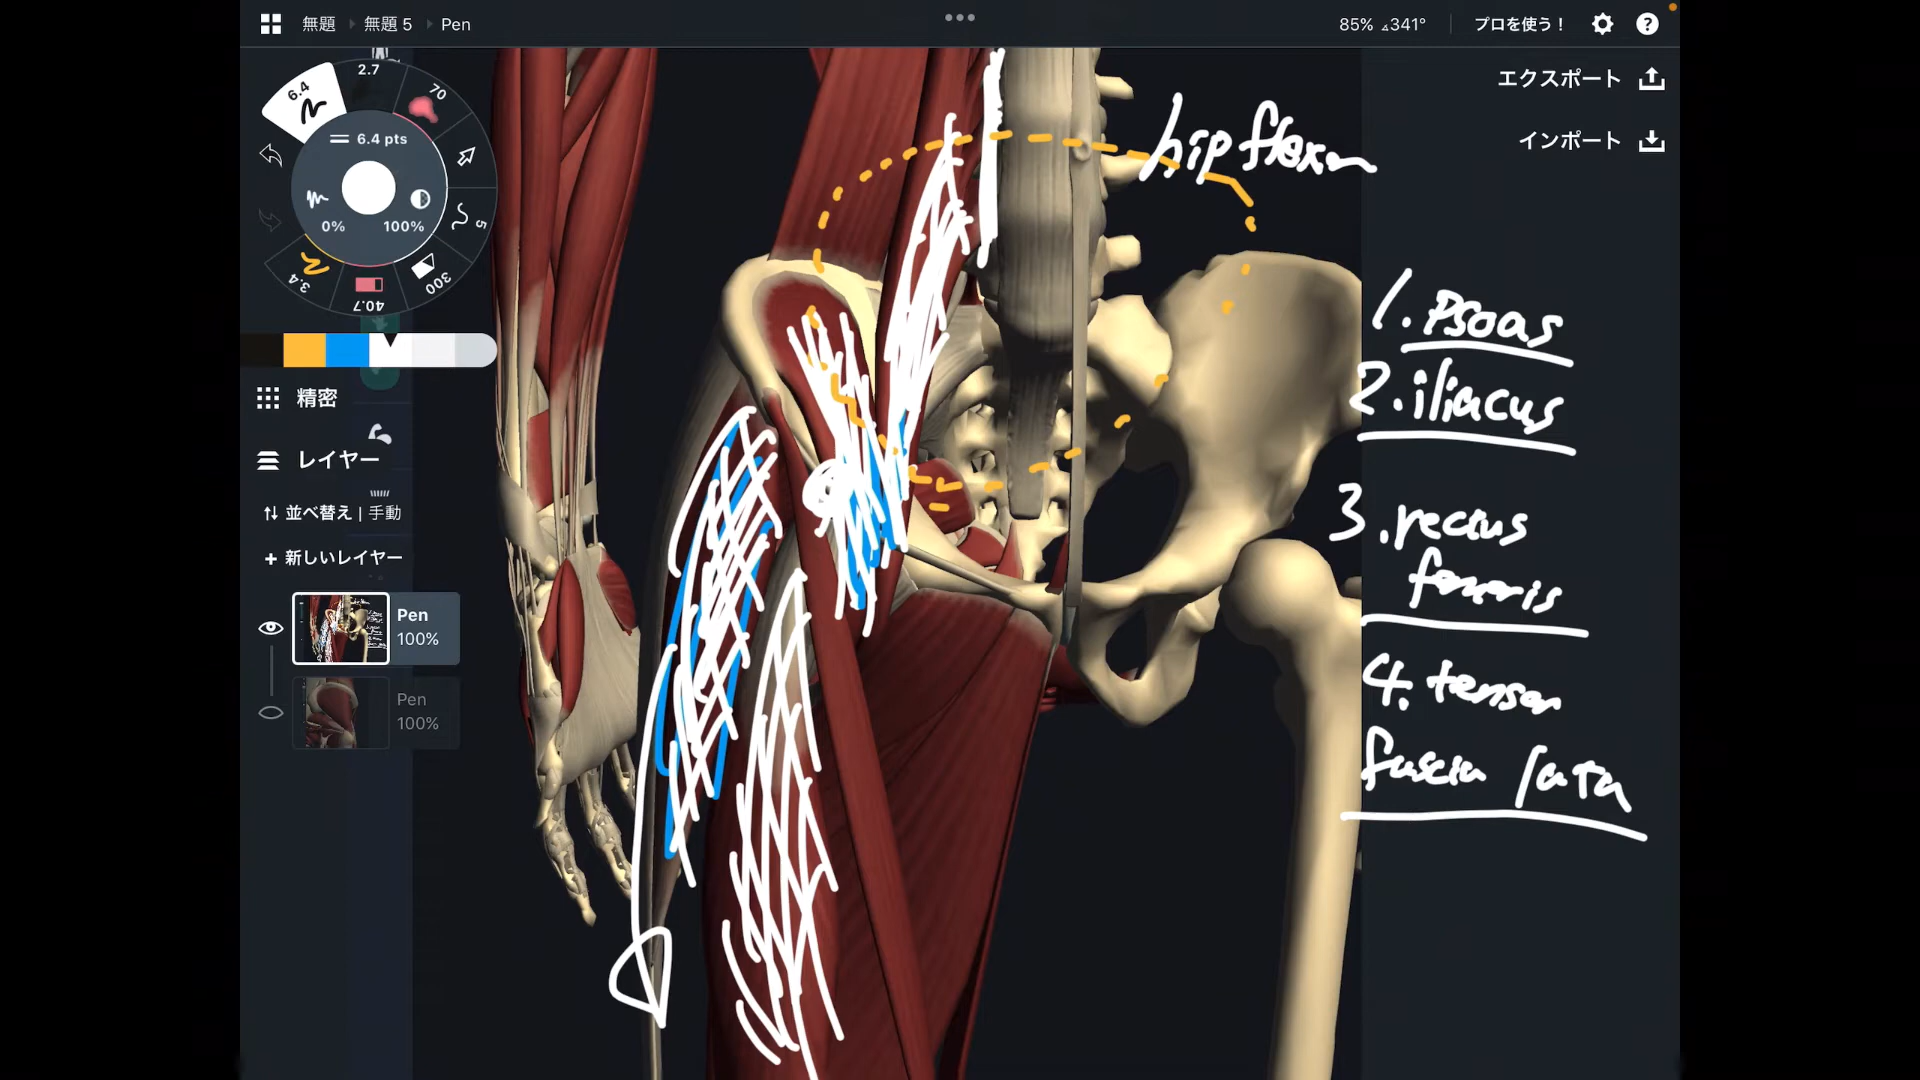 無題 無題 5 Pen
85% ⦟341° プロを使う！
エクスポート
インポート
2.7
6.4
70
6.4 pts
0% 100%
5
300
40.7
3.4
精密
レイヤー
並べ替え | 手動
+ 新しいレイヤー
Pen
100%
Pen
100%
hip flexor
1. psoas
2. iliacus
3. rectus
femoris
4. tensor
fascia lata